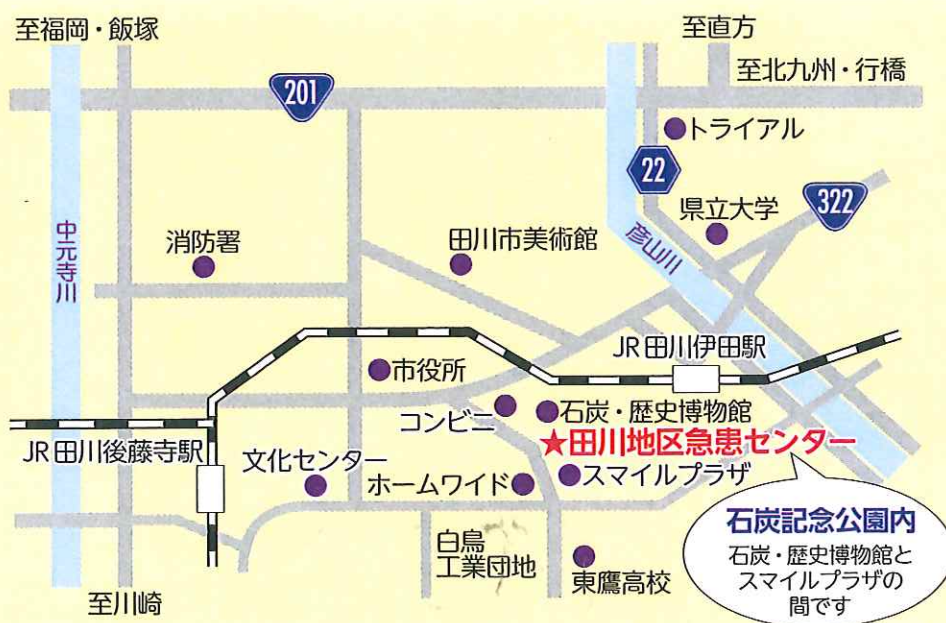 至福岡・飯塚
至直方
至北九州・行橋
201
トライアル
22
県立大学
322
中元寺川
消防署
田川市美術館
彦山川
JR田川伊田駅
市役所
コンビニ
石炭・歴史博物館
★田川地区急患センター
JR田川後藤寺駅
文化センター
ホームワイド
スマイルプラザ
白鳥
工業団地
東鷹高校
石炭記念公園内
石炭・歴史博物館と
スマイルプラザの
間です
至川崎